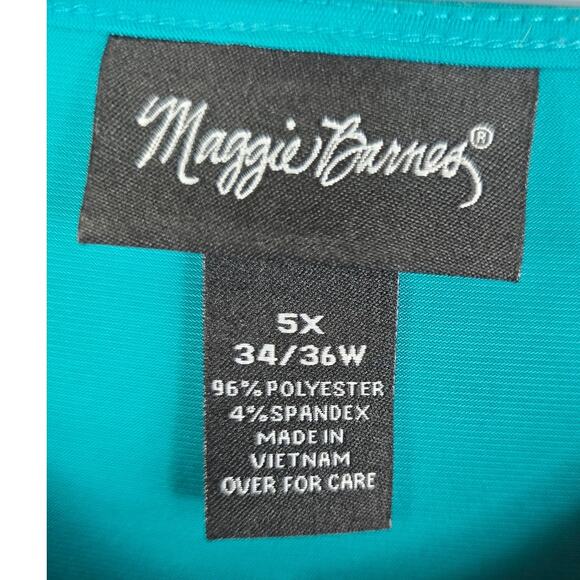 Maggie Barnes®
5X
34/36W
96% POLYESTER
4% SPANDEX
MADE IN
VIETNAM
OVER FOR CARE